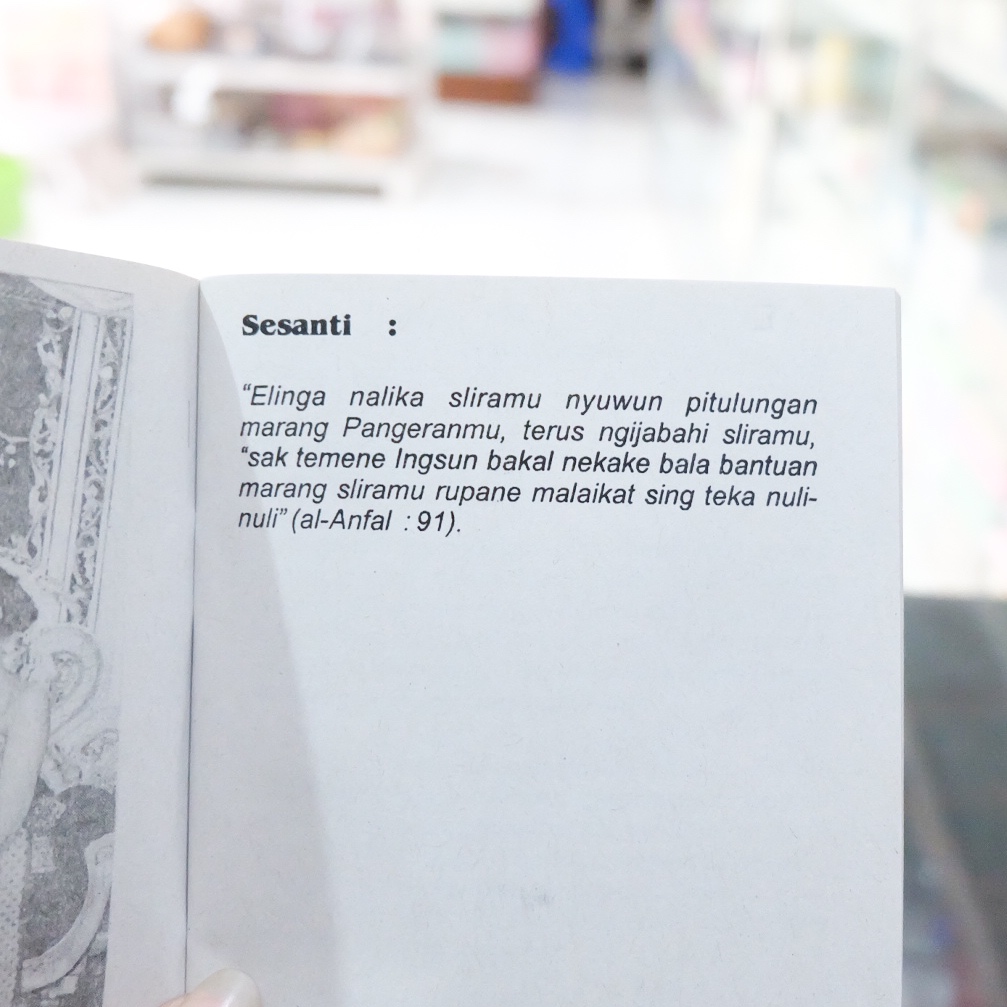 Sesanti :
“Elinga nalika sliramu nyuwun pitulungan
marang Pangeranmu, terus ngijabahi sliramu,
“sak temene Ingsun bakal nekake bala bantuan
marang sliramu rupane malaikat sing teka nuli-
nuli” (al-Anfal : 91).